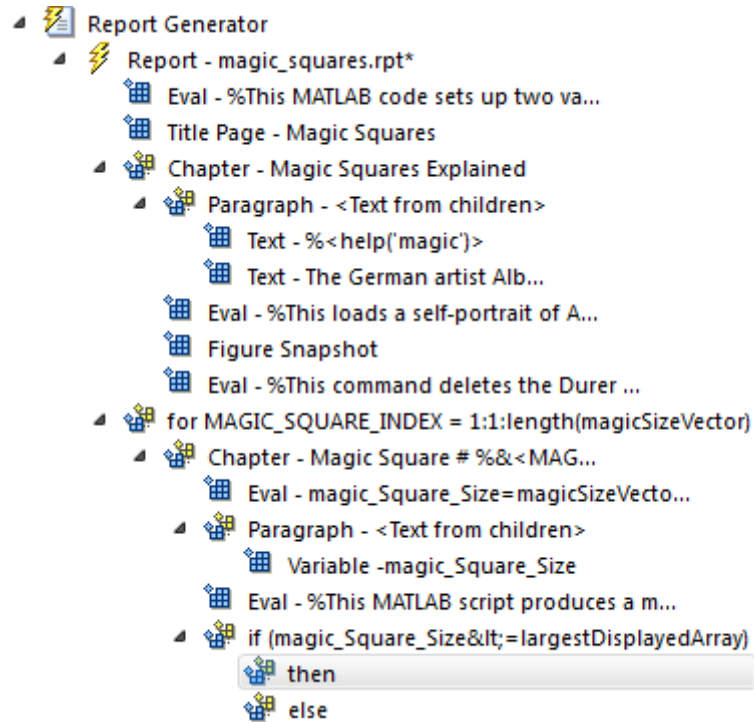 Report Generator
Report - magic_squares.rpt*
Eval - %This MATLAB code sets up two va...
Title Page - Magic Squares
Chapter - Magic Squares Explained
Paragraph - <Text from children>
Text - %<help('magic')>
Text - The German artist Alb...
Eval - %This loads a self-portrait of A...
Figure Snapshot
Eval - %This command deletes the Durer ...
for MAGIC_SQUARE_INDEX = 1:1:length(magicSizeVector)
Chapter - Magic Square # %&<MAG...
Eval - magic_Square_Size=magicSizeVecto...
Paragraph - <Text from children>
Variable -magic_Square_Size
Eval - %This MATLAB script produces a m...
if (magic_Square_Size&lt;=largestDisplayedArray)
then
else